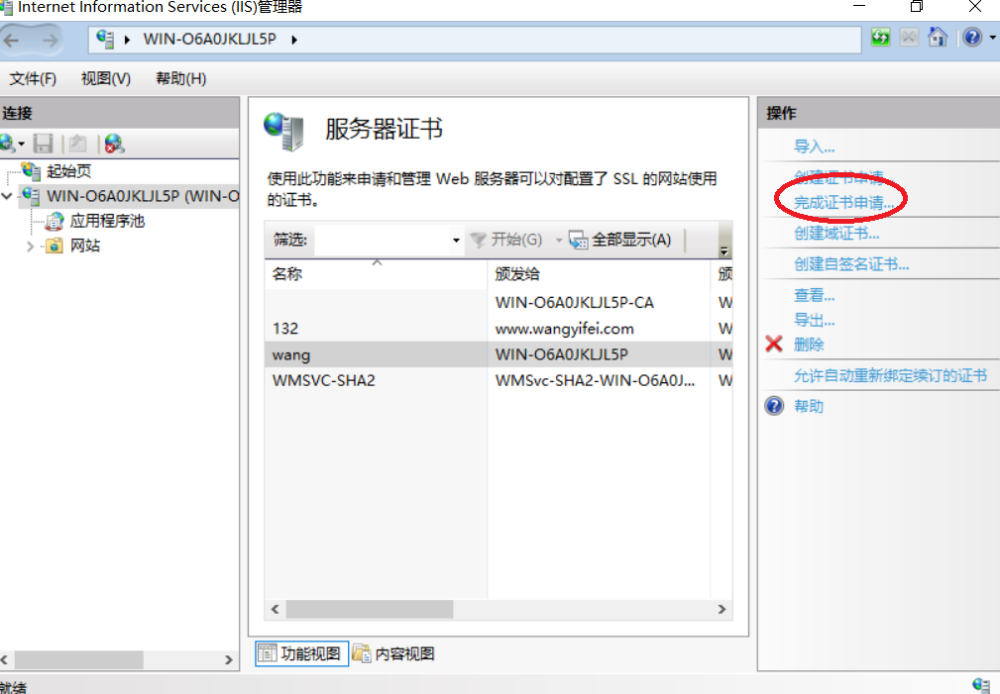 Internet Information Services (IIS)管理器
WIN-O6A0JKLJL5P
文件(F) 视图(V) 帮助(H)
连接
起始页
WIN-O6A0JKLJL5P (WIN-O
应用程序池
网站
服务器证书
使用此功能来申请和管理 Web 服务器可以对配置了 SSL 的网站使用
的证书。
筛选: 开始(G) 全部显示(A)
名称 颁发给 颁
WIN-O6A0JKLJL5P-CA W
132 www.wangyifei.com W
wang WIN-O6A0JKLJL5P W
WMSVC-SHA2 WMSvc-SHA2-WIN-O6A0J... W
功能视图 内容视图
操作
导入...
创建证书申请...
完成证书申请...
创建域证书...
创建自签名证书...
查看...
导出...
删除
允许自动重新绑定续订的证书
帮助
就绪